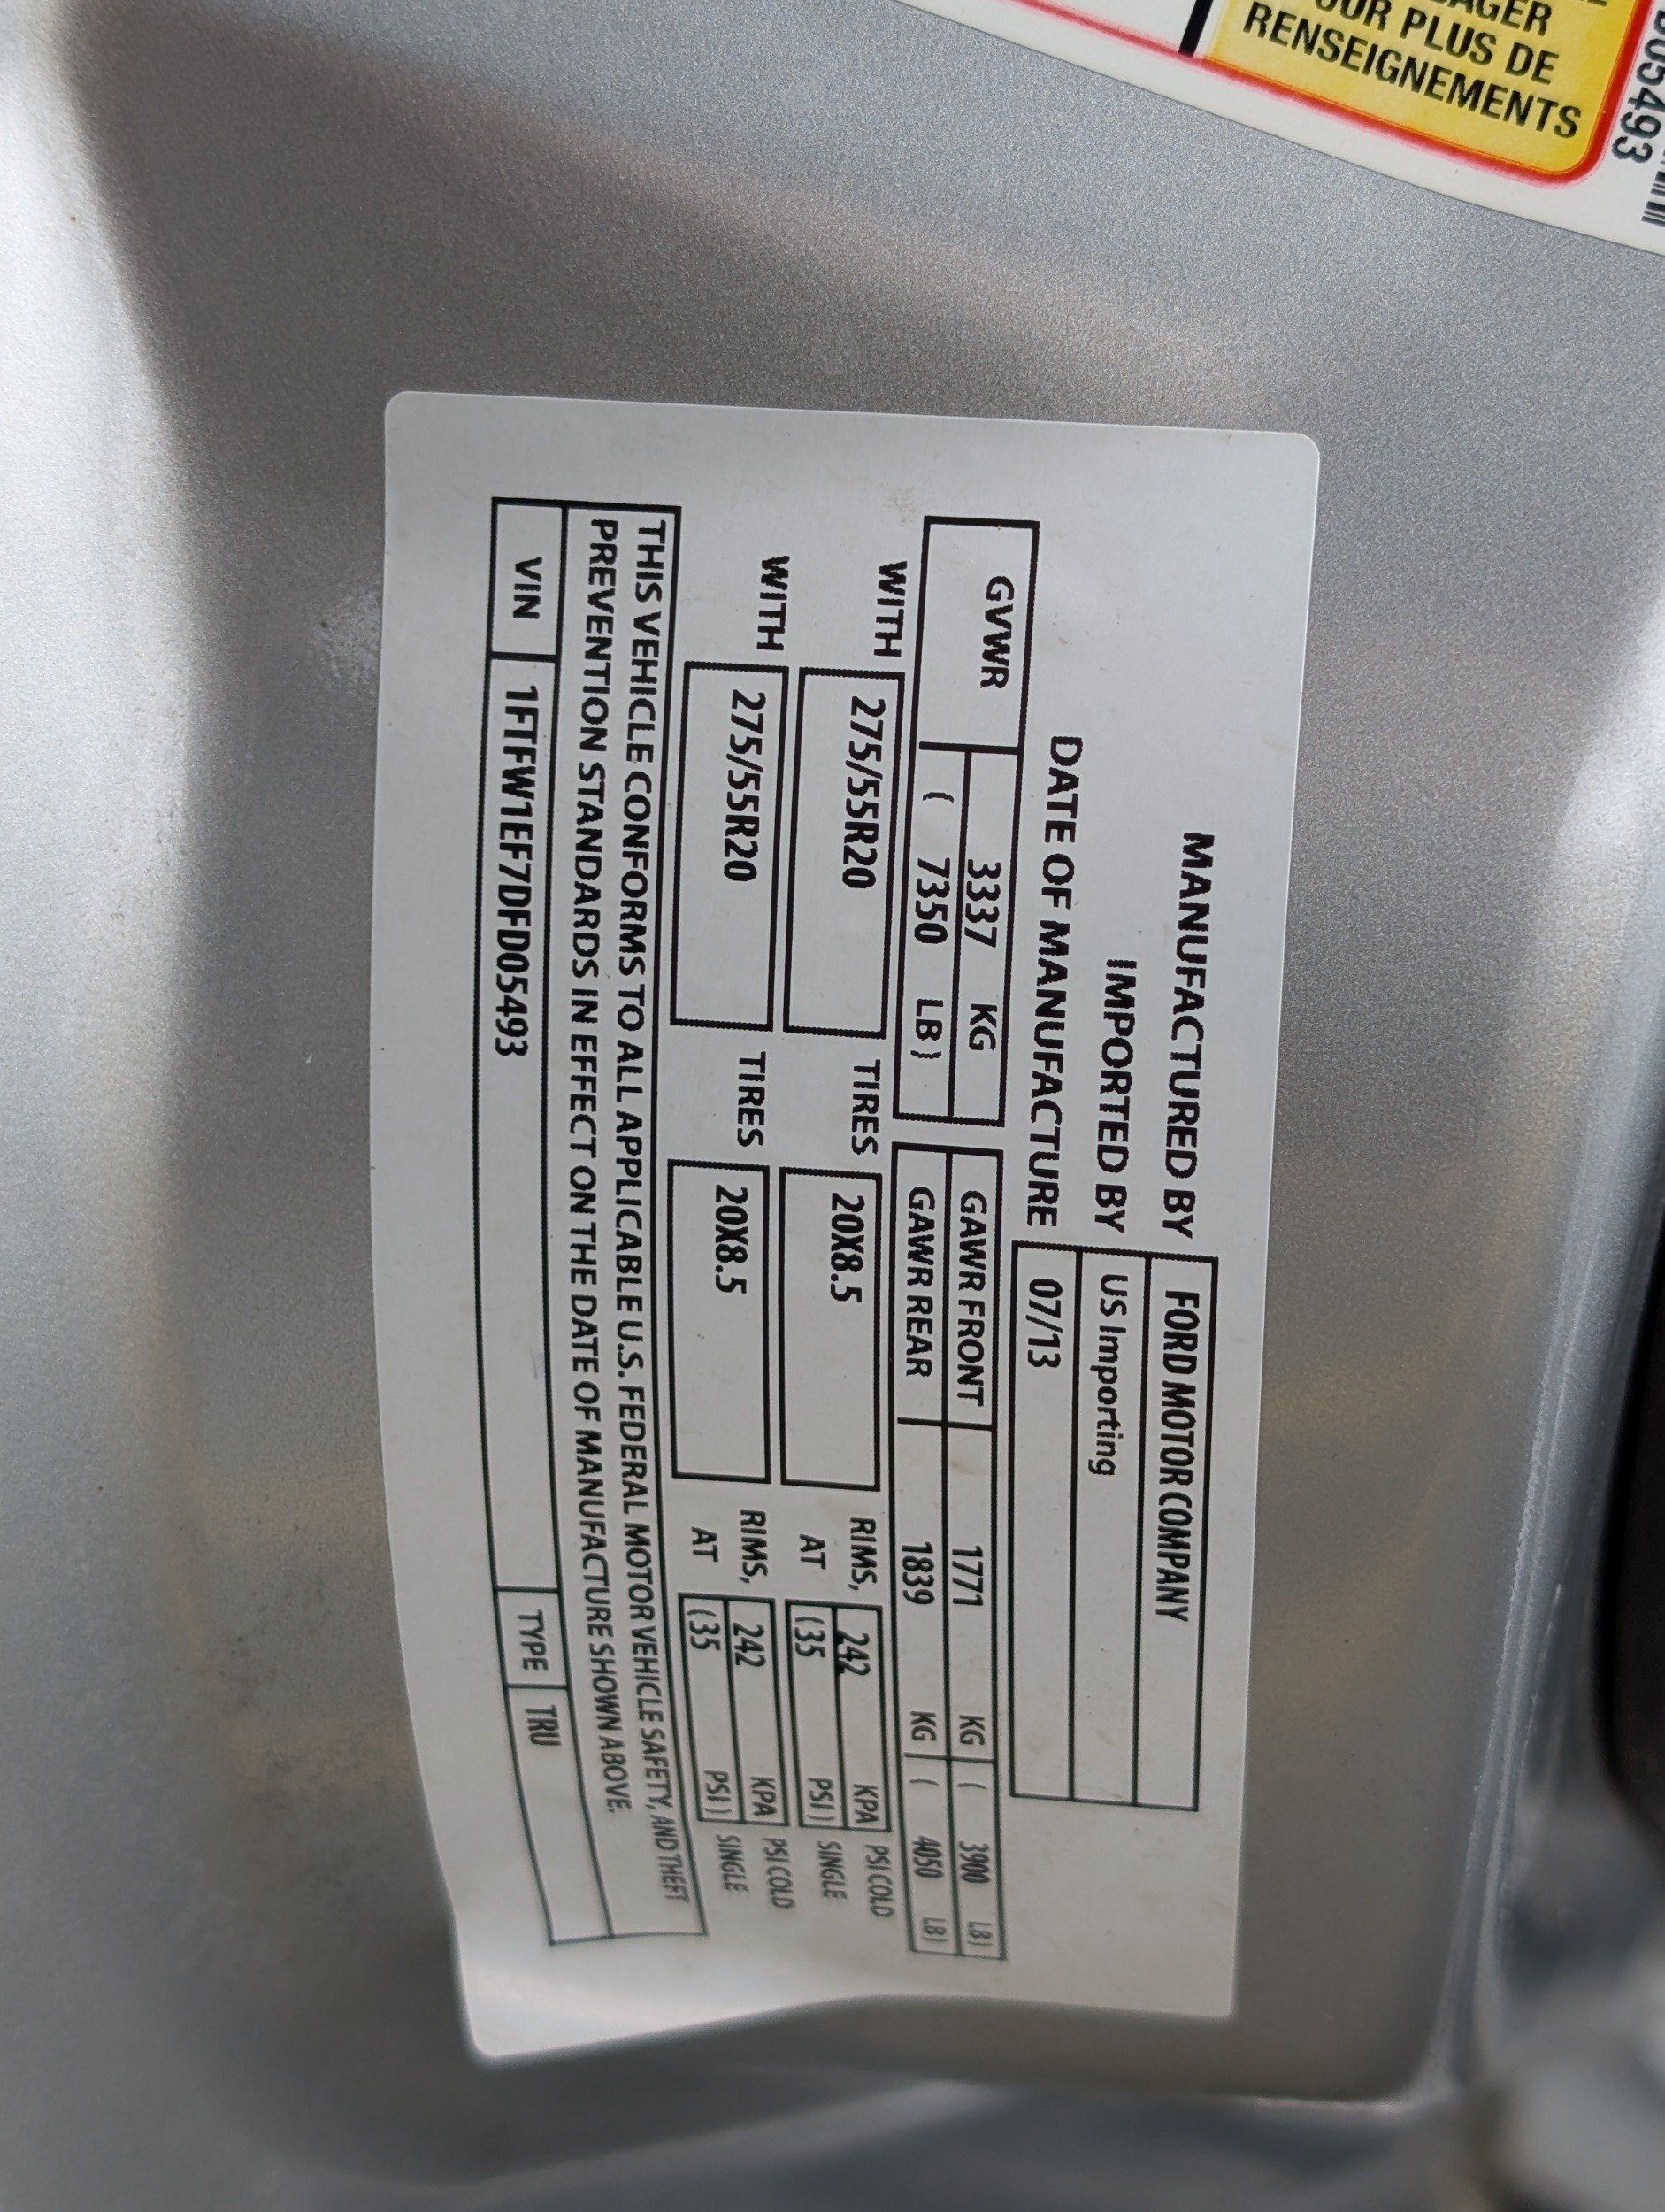 AGER
OUR PLUS DE
RENSEIGNEMENTS
D05493
MANUFACTURED BY FORD MOTOR COMPANY
IMPORTED BY US Importing
DATE OF MANUFACTURE 07/13
GVWR 3337 KG GAWR FRONT 1771 KG ( 3900 LB)
( 7350 LB) GAWR REAR 1839 KG ( 4050 LB)
WITH 275/55R20 TIRES 20X8.5 RIMS, 242 KPA PSI COLD
AT (35 PSI) SINGLE
WITH 275/55R20 TIRES 20X8.5 RIMS, 242 KPA PSI COLD
AT (35 PSI) SINGLE
THIS VEHICLE CONFORMS TO ALL APPLICABLE U.S. FEDERAL MOTOR VEHICLE SAFETY, AND THEFT
PREVENTION STANDARDS IN EFFECT ON THE DATE OF MANUFACTURE SHOWN ABOVE.
VIN 1FTFW1EF7DFD05493 TYPE TRU